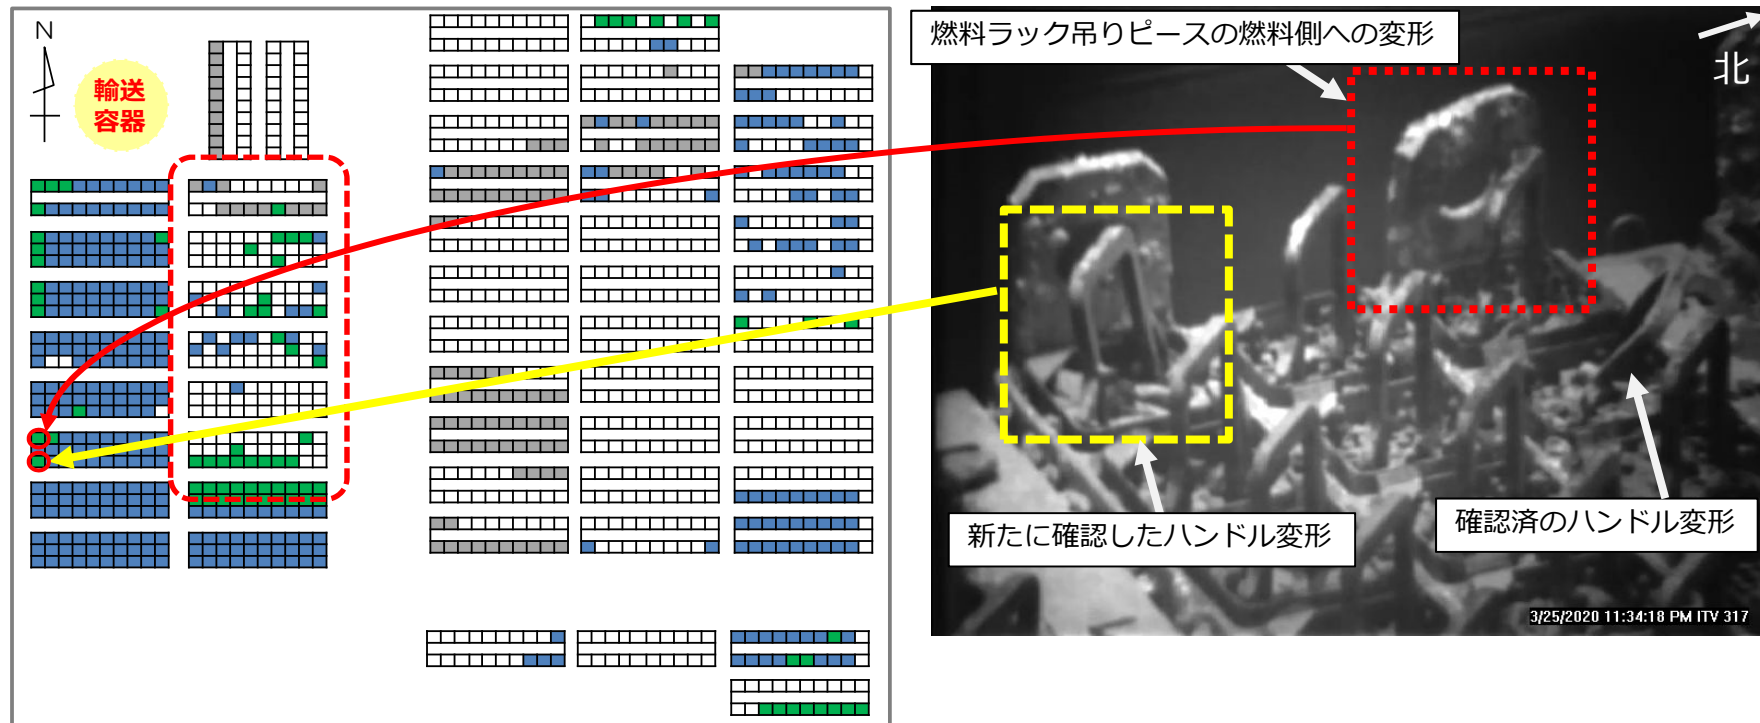 N
輸送
容器
燃料ラック吊りピースの燃料側への変形
北
新たに確認したハンドル変形
確認済のハンドル変形
3/25/2020 11:34:18 PM ITV 317